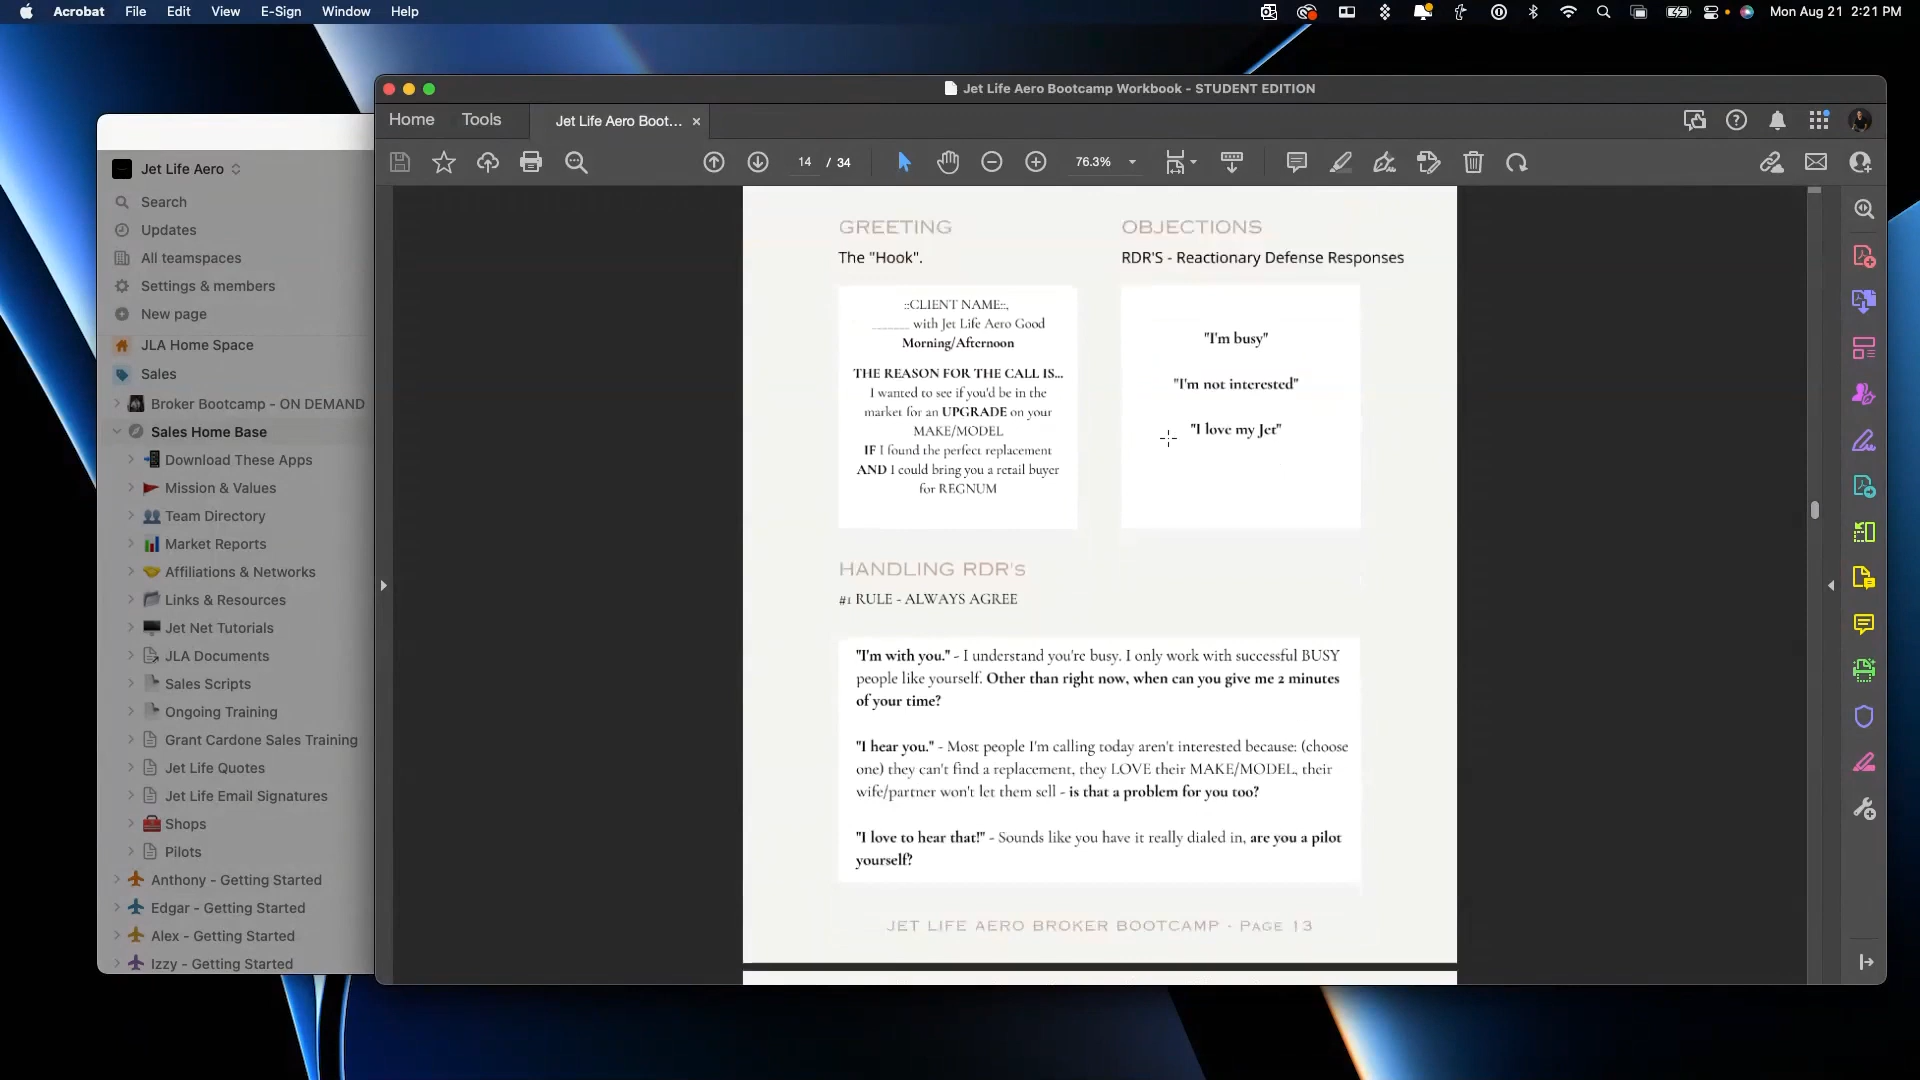 Acrobat File Edit View E-Sign Window Help
Mon Aug 21 2:21 PM
Jet Life Aero Bootcamp Workbook - STUDENT EDITION
Home Tools Jet Life Aero Boot...
14 / 34
76.3%
Jet Life Aero
Search
Updates
All teamspaces
Settings & members
New page
JLA Home Space
Sales
Broker Bootcamp - ON DEMAND
Sales Home Base
Download These Apps
Mission & Values
Team Directory
Market Reports
Affiliations & Networks
Links & Resources
Jet Net Tutorials
JLA Documents
Sales Scripts
Ongoing Training
Grant Cardone Sales Training
Jet Life Quotes
Jet Life Email Signatures
Shops
Pilots
Anthony - Getting Started
Edgar - Getting Started
Alex - Getting Started
Izzy - Getting Started
GREETING
The "Hook".
::CLIENT NAME::,
______ with Jet Life Aero Good
Morning/Afternoon
THE REASON FOR THE CALL IS...
I wanted to see if you'd be in the
market for an UPGRADE on your
MAKE/MODEL
IF I found the perfect replacement
AND I could bring you a retail buyer
for REGNUM
OBJECTIONS
RDR'S - Reactionary Defense Responses
"I'm busy"
"I'm not interested"
"I love my Jet"
HANDLING RDR's
#1 RULE - ALWAYS AGREE
"I'm with you." - I understand you're busy. I only work with successful BUSY
people like yourself. Other than right now, when can you give me 2 minutes
of your time?
"I hear you." - Most people I'm calling today aren't interested because: (choose
one) they can't find a replacement, they LOVE their MAKE/MODEL, their
wife/partner won't let them sell - is that a problem for you too?
"I love to hear that!" - Sounds like you have it really dialed in, are you a pilot
yourself?
JET LIFE AERO BROKER BOOTCAMP - PAGE 13